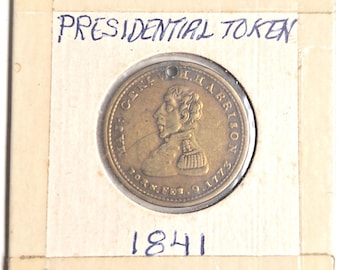 PRESIDENTIAL TOKEN
MAJ: GENL. W.H. HARRISON
BORN. FEB. 9. 1773
1841